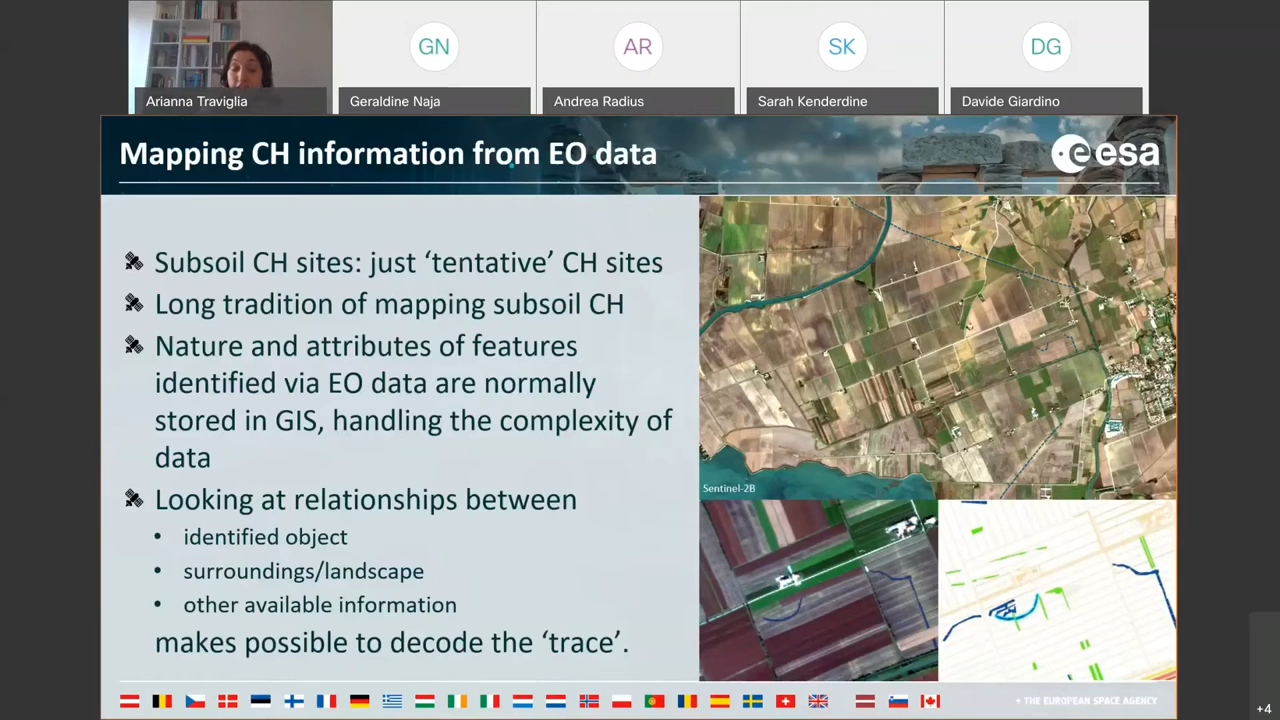 GN
AR
SK
DG
Arianna Traviglia
Geraldine Naja
Andrea Radius
Sarah Kenderdine
Davide Giardino
Mapping CH information from EO data
esa
Subsoil CH sites: just ‘tentative’ CH sites
Long tradition of mapping subsoil CH
Nature and attributes of features
identified via EO data are normally
stored in GIS, handling the complexity of
data
Looking at relationships between
• identified object
• surroundings/landscape
• other available information
makes possible to decode the ‘trace’.
Sentinel-2B
THE EUROPEAN SPACE AGENCY
+4